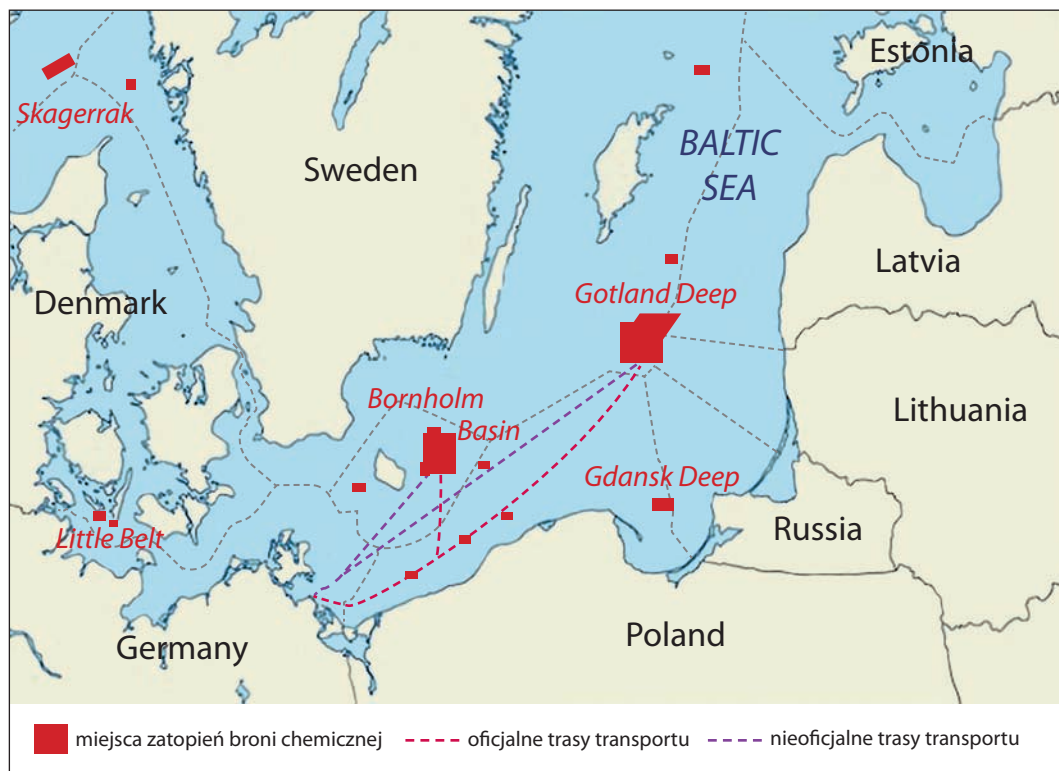 Estonia
Skagerrak
BALTIC
SEA
Sweden
Latvia
Gotland Deep
Denmark
Bornholm
Basin
Lithuania
Gdansk Deep
Russia
Little Belt
Poland
Germany
miejsca zatopień broni chemicznej
oficjalne trasy transportu
nieoficjalne trasy transportu